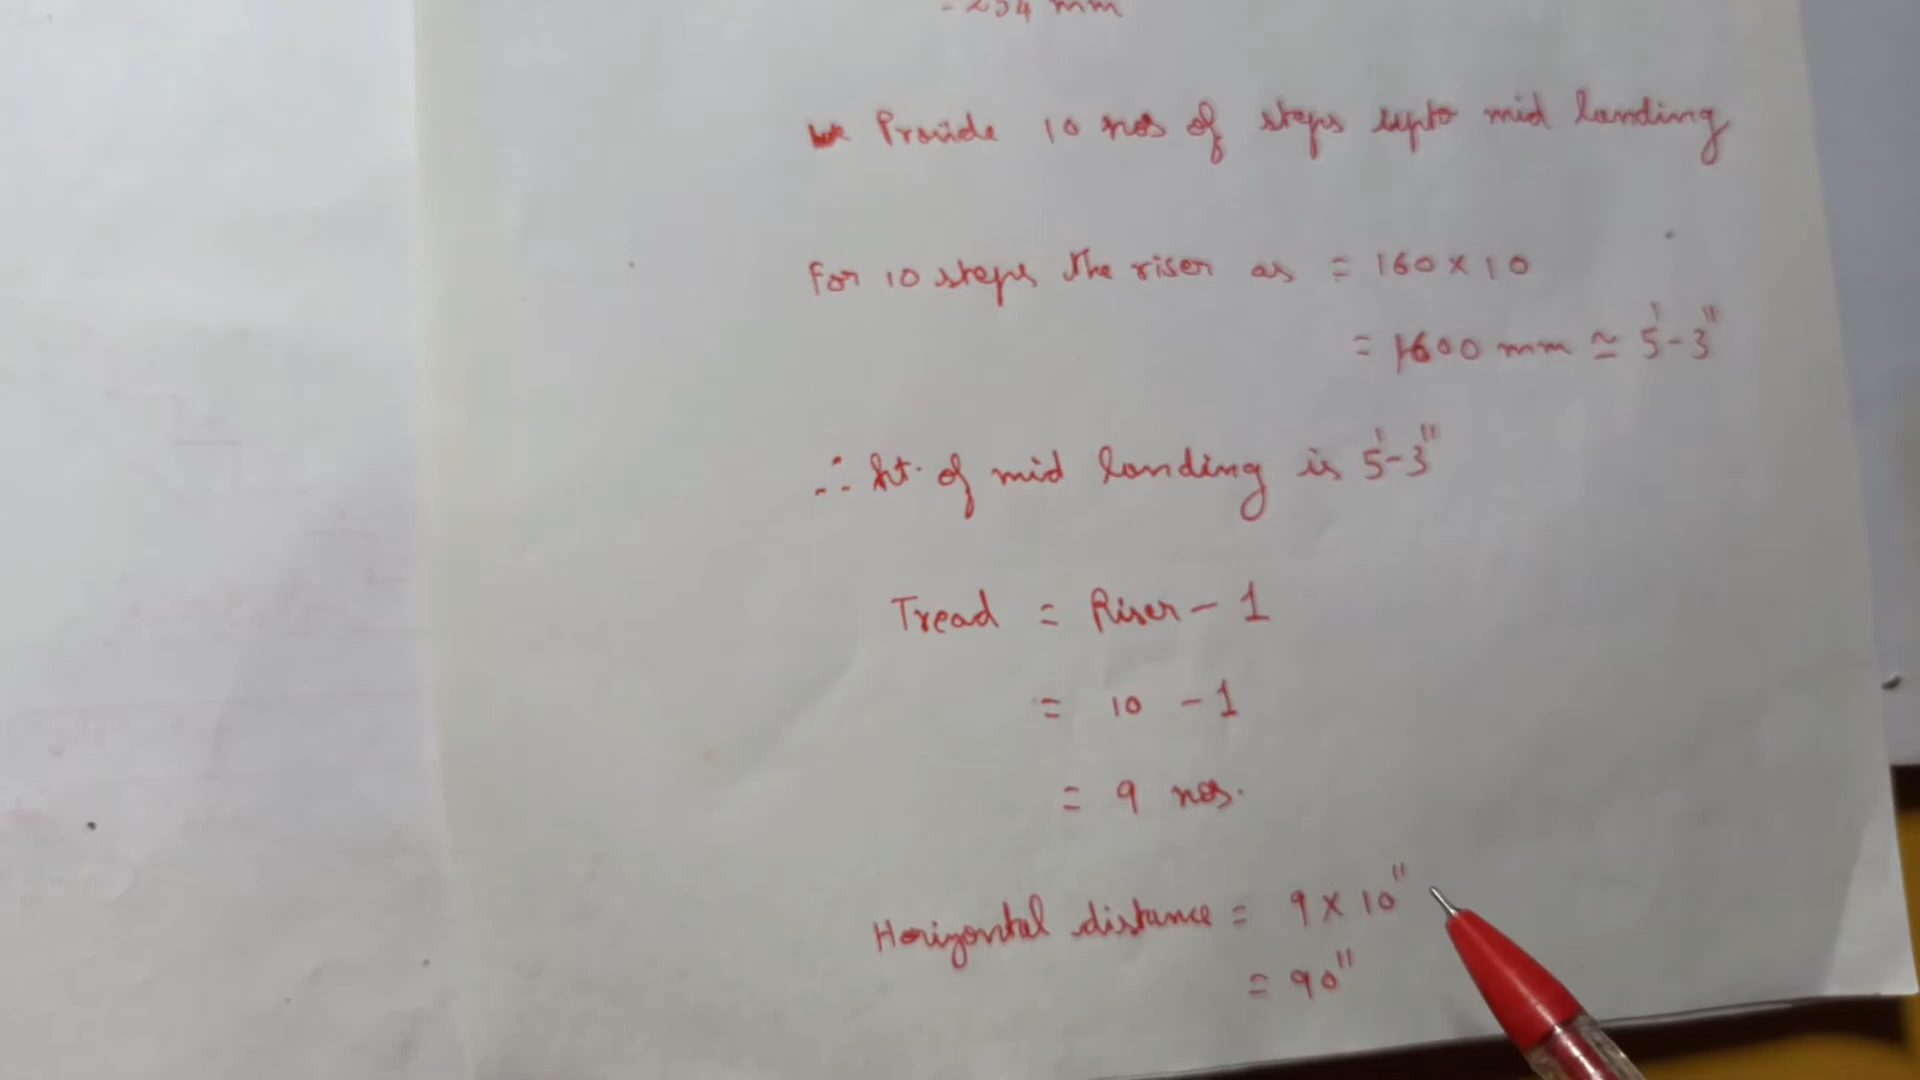 = 254 mm
Provide 10 nos of steps upto mid landing
For 10 steps the riser as = 160 x 10
= 1600 mm ≃ 5'-3"
∴ ht. of mid landing is 5'-3"
Tread = Riser - 1
= 10 - 1
= 9 nos.
Horizontal distance = 9 x 10"
= 90"